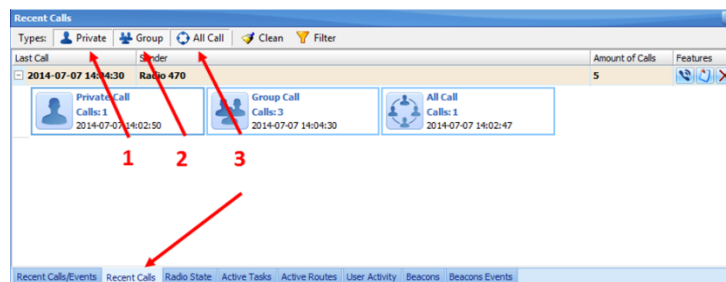 Recent Calls
Types: Private Group All Call Clean Filter
Last Call Sender Amount of Calls Features
2014-07-07 14:04:30 Radio 470 5
Private Call Group Call All Call
Calls: 1 Calls: 3 Calls: 1
2014-07-07 14:02:50 2014-07-07 14:04:30 2014-07-07 14:02:47
1 2 3
Recent Calls/Events Recent Calls Radio State Active Tasks Active Routes User Activity Beacons Beacons Events